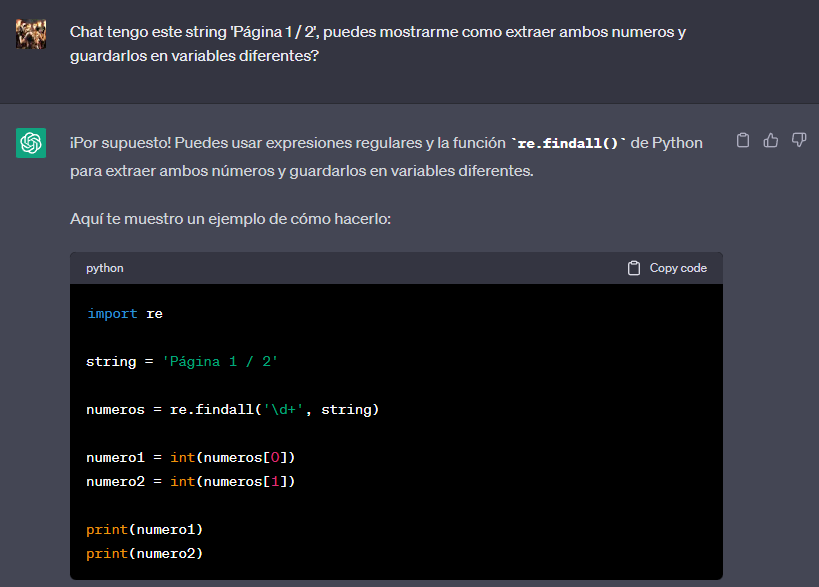 Chat tengo este string 'Página 1 / 2', puedes mostrarme como extraer ambos numeros y
guardarlos en variables diferentes?
¡Por supuesto! Puedes usar expresiones regulares y la función `re.findall()` de Python
para extraer ambos números y guardarlos en variables diferentes.
Aquí te muestro un ejemplo de cómo hacerlo:
python Copy code
import re
string = 'Página 1 / 2'
numeros = re.findall('\d+', string)
numero1 = int(numeros[0])
numero2 = int(numeros[1])
print(numero1)
print(numero2)